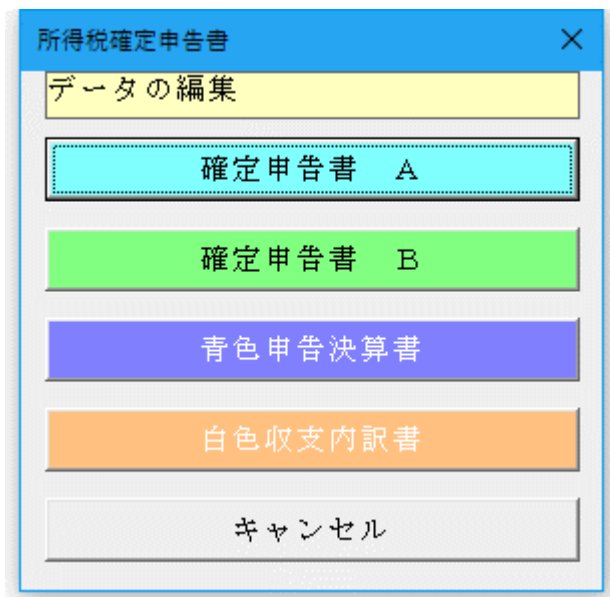 所得税確定申告書
データの編集
確定申告書　A
確定申告書　B
青色申告決算書
白色収支内訳書
キャンセル